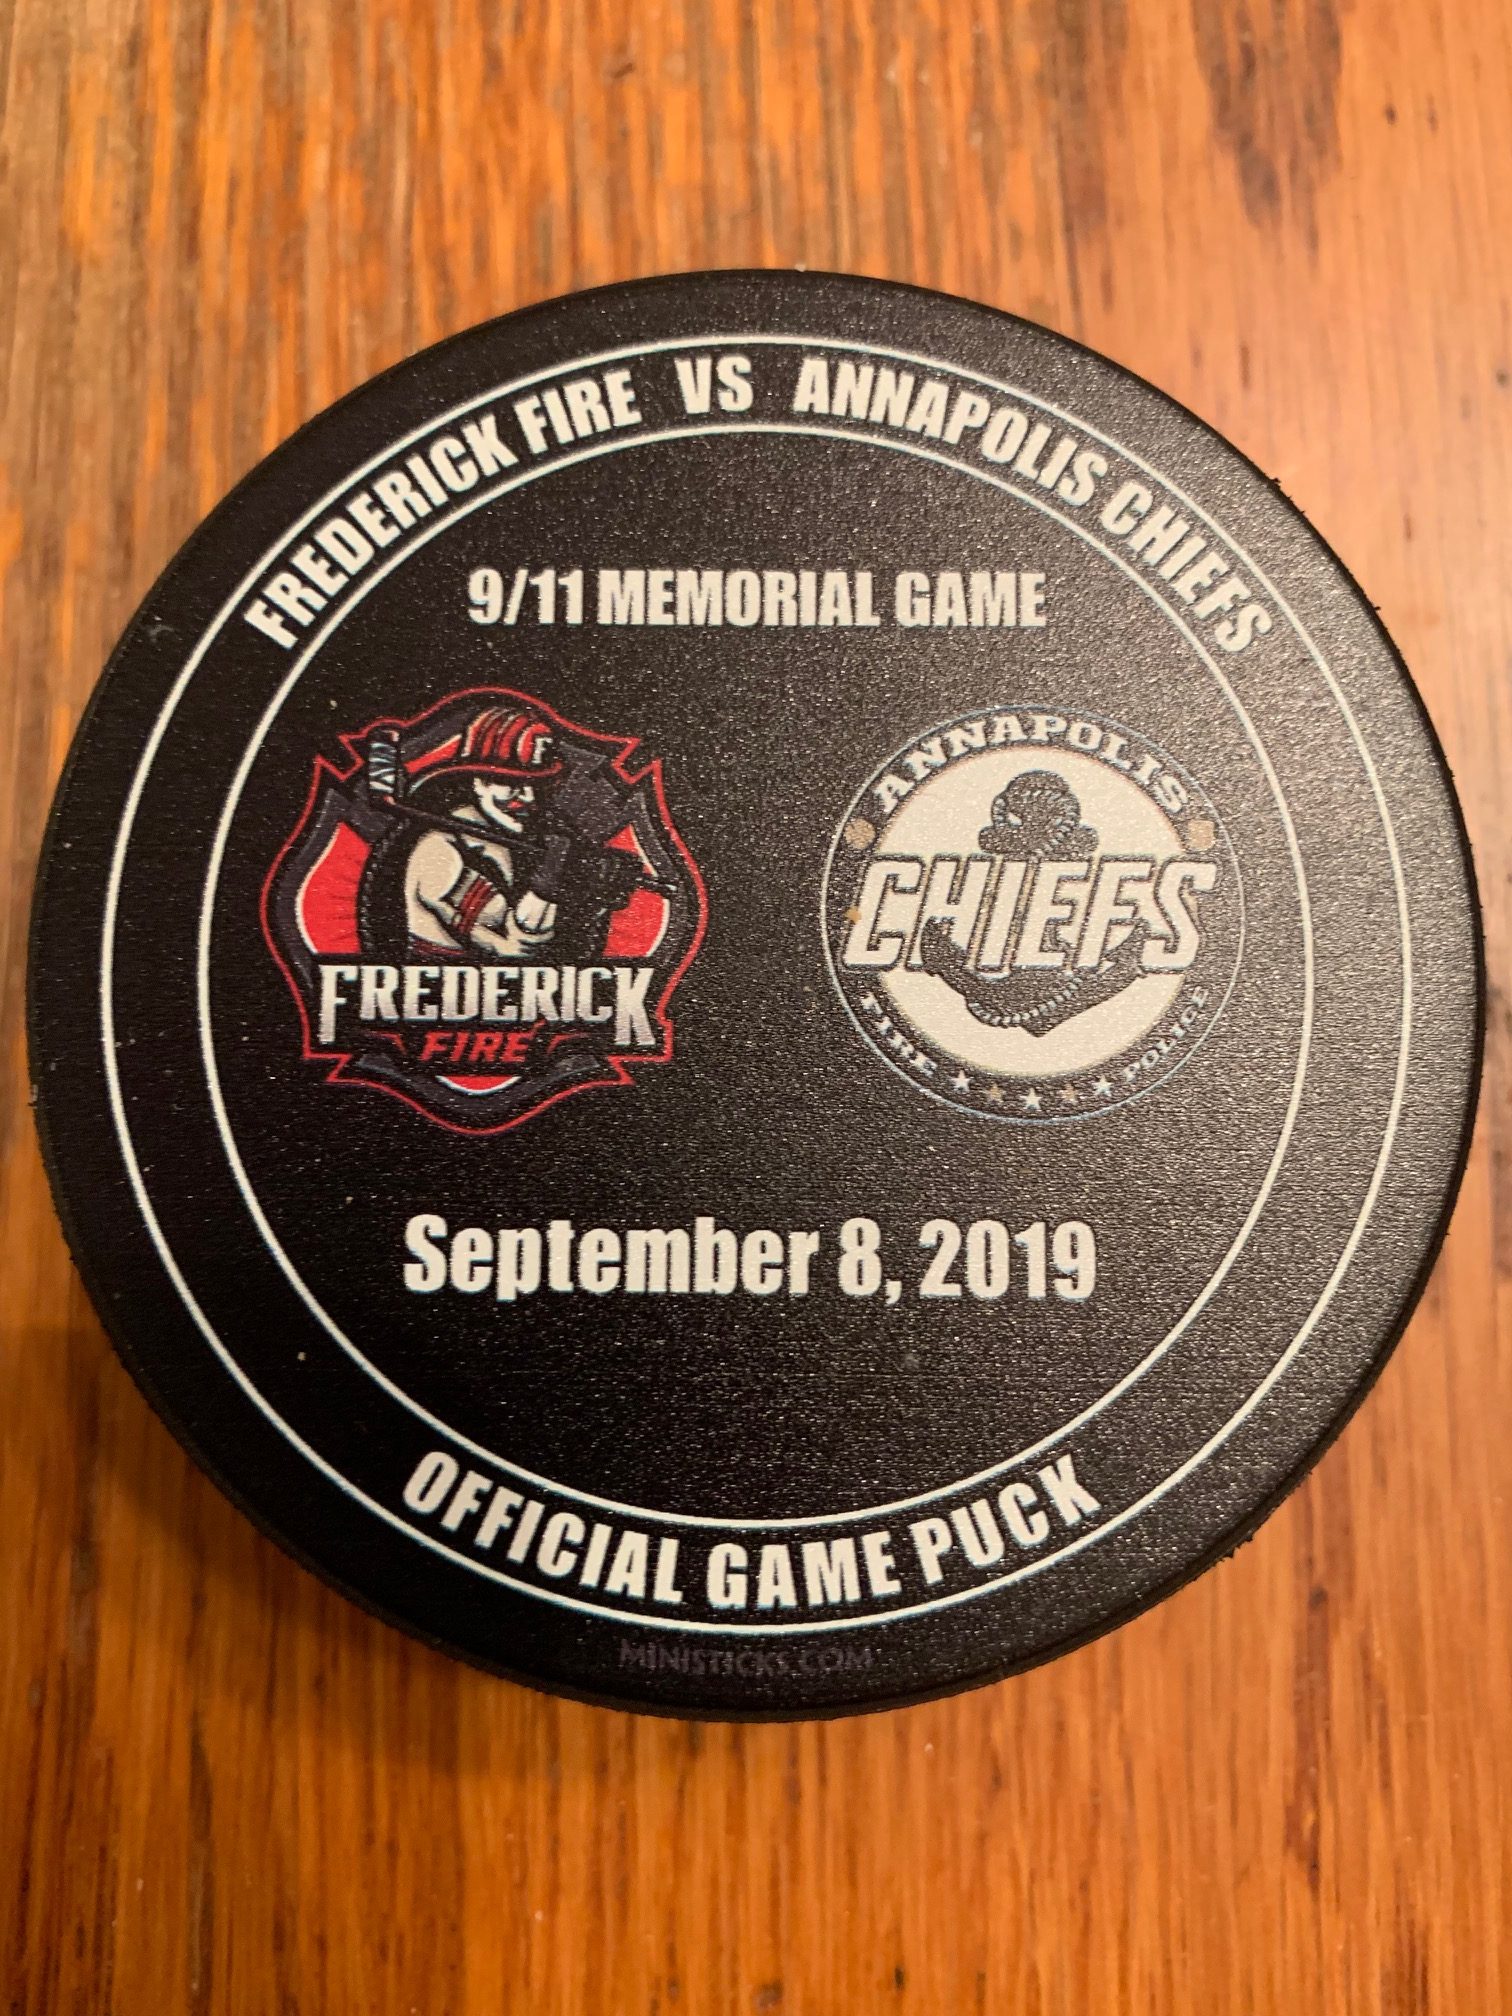 FREDERICK FIRE VS ANNAPOLIS CHIEFS
9/11 MEMORIAL GAME
F
FREDERICK
FIRE
ANNAPOLIS
CHIEFS
FIRE POLICE
September 8, 2019
OFFICIAL GAME PUCK
MINISTICKS.COM